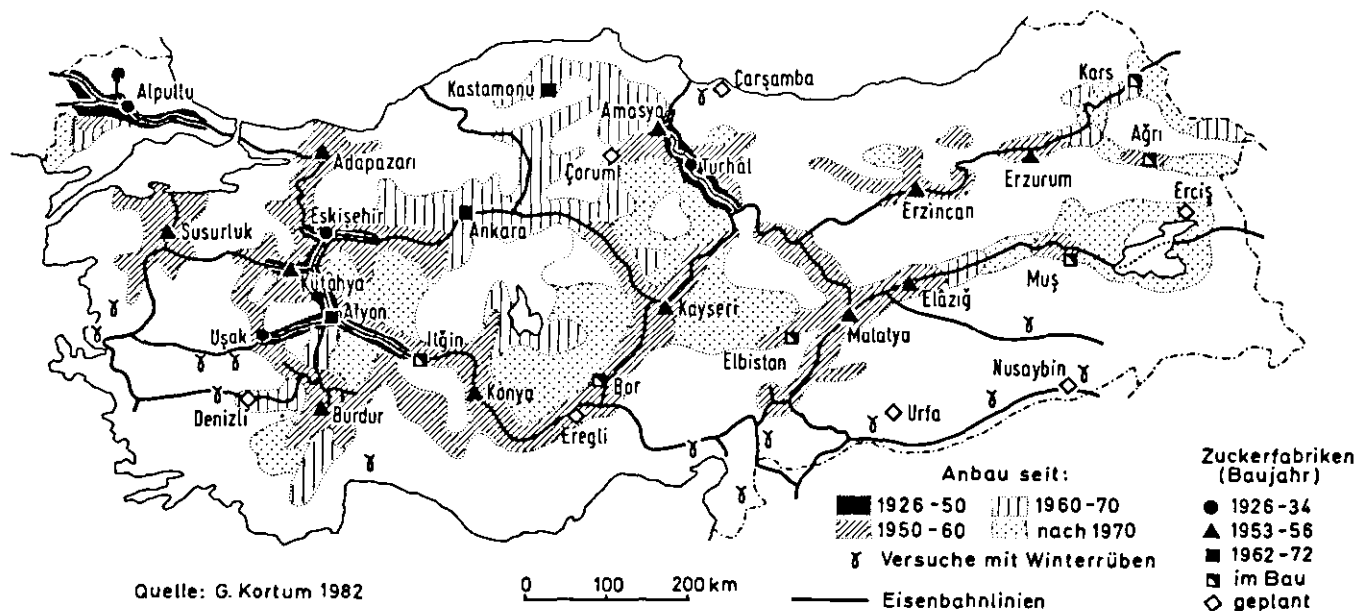 Alpullu
Kastamonu
Çarşamba
Kars
Amasya
Ağrı
Adapazarı
Çorum
Turhal
Erciş
Erzurum
Erzincan
Eskişehir
Ankara
Susurluk
Muş
Kütahya
Kayseri
Elâzığ
Afyon
Malatya
Uşak
Ilğin
Elbistan
Nusaybin
Konya
Bor
Denizli
Burdur
Ereğli
Urfa
Anbau seit:
1926-50
1960-70
1950-60
nach 1970
Versuche mit Winterrüben
Eisenbahnlinien
Zuckerfabriken
(Baujahr)
1926-34
1953-56
1962-72
im Bau
geplant
Quelle: G. Kortum 1982
0 100 200 km